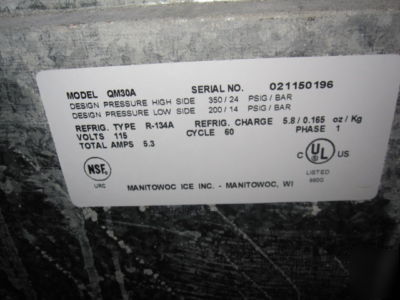 MODEL QM30A SERIAL NO. 021150196
DESIGN PRESSURE HIGH SIDE 350/24 PSIG/BAR
DESIGN PRESSURE LOW SIDE 200/14 PSIG/BAR
REFRIG. TYPE R-134A REFRIG. CHARGE 5.8/0.165 oz/Kg
VOLTS 115 CYCLE 60 PHASE 1
TOTAL AMPS 5.3
NSF®
URC
C UL US
LISTED
MANITOWOC ICE INC. - MANITOWOC, WI